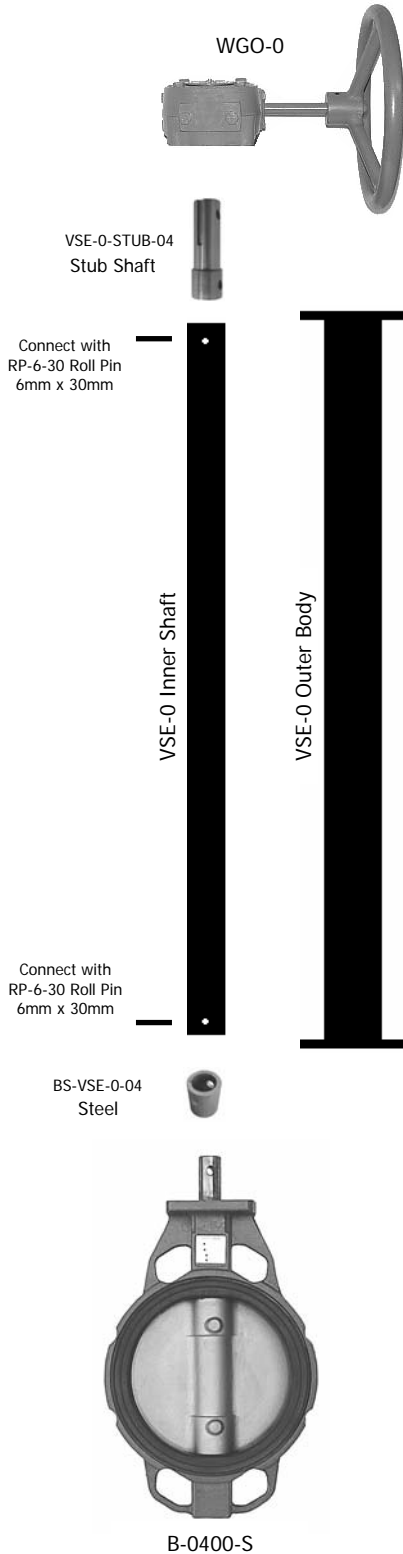 WGO-0
VSE-0-STUB-04
Stub Shaft
Connect with
RP-6-30 Roll Pin
6mm x 30mm
VSE-0 Inner Shaft
VSE-0 Outer Body
Connect with
RP-6-30 Roll Pin
6mm x 30mm
BS-VSE-0-04
Steel
B-0400-S